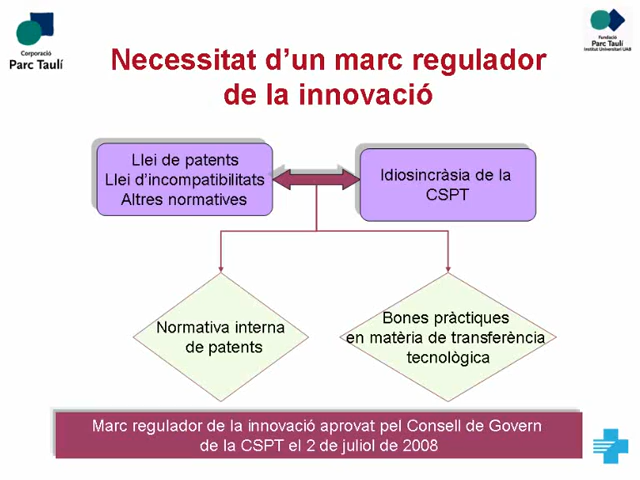 Corporació
Parc Taulí
Fundació
Parc Taulí
Institut Universitari UAB
Necessitat d'un marc regulador
de la innovació
Llei de patents
Llei d'incompatibilitats
Altres normatives
Idiosincràsia de la
CSPT
Normativa interna
de patents
Bones pràctiques
en matèria de transferència
tecnològica
Marc regulador de la innovació aprovat pel Consell de Govern
de la CSPT el 2 de juliol de 2008